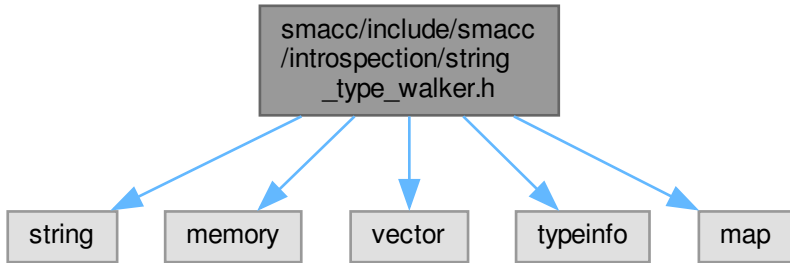 smacc/include/smacc
/introspection/string
_type_walker.h
string
memory
vector
typeinfo
map